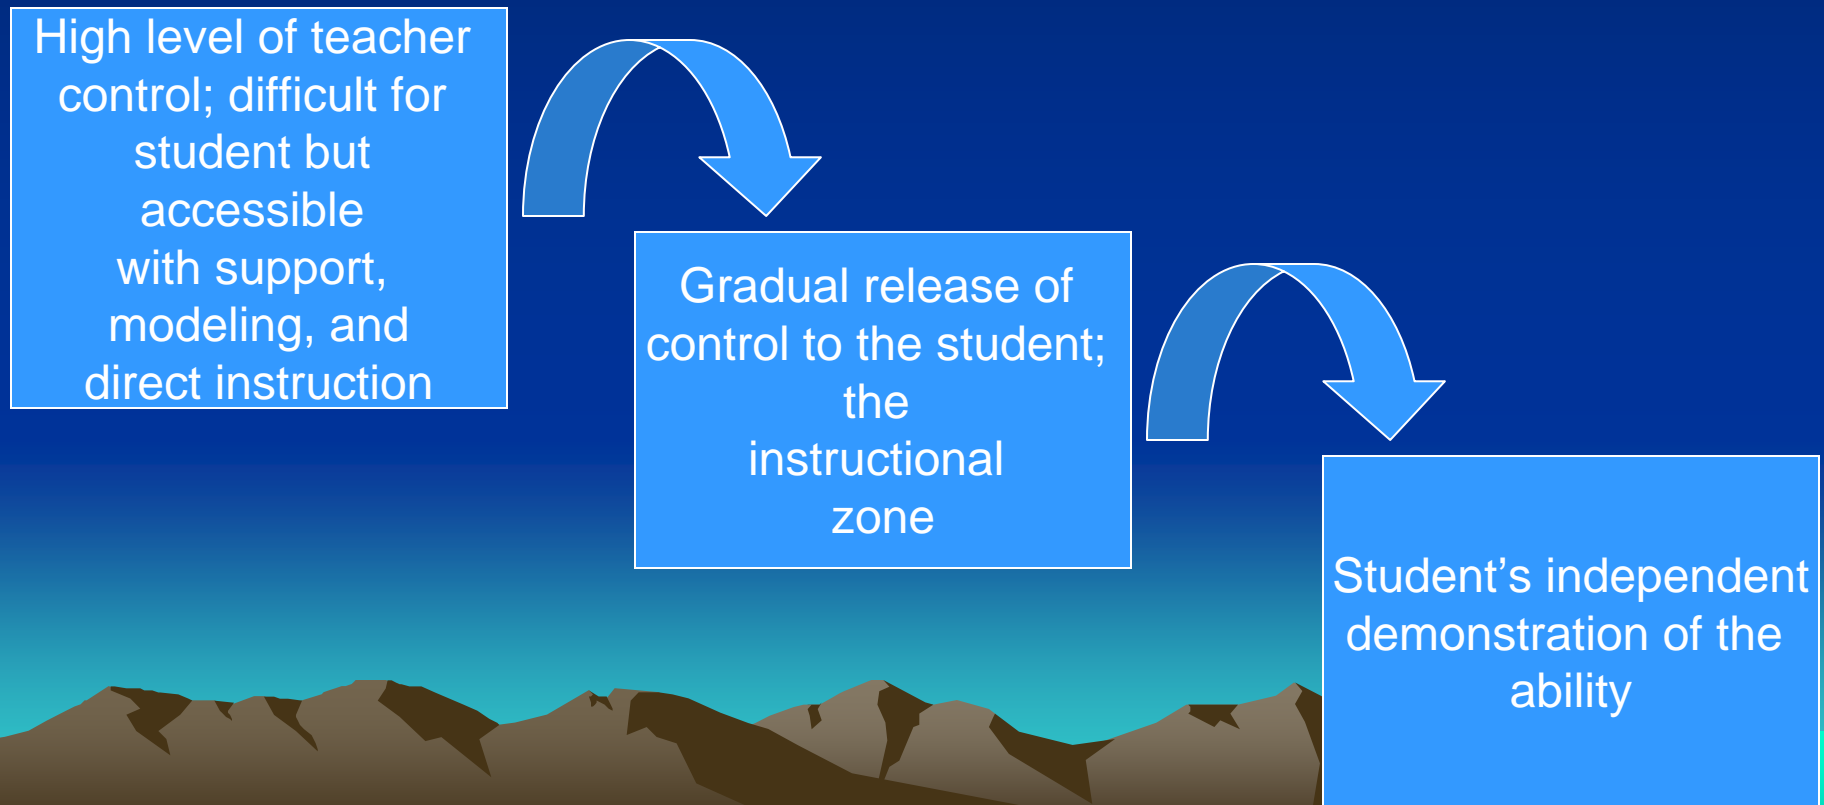 High level of teacher
control; difficult for
student but
accessible
with support,
modeling, and
direct instruction
Gradual release of
control to the student;
the
instructional
zone
Student’s independent
demonstration of the
ability